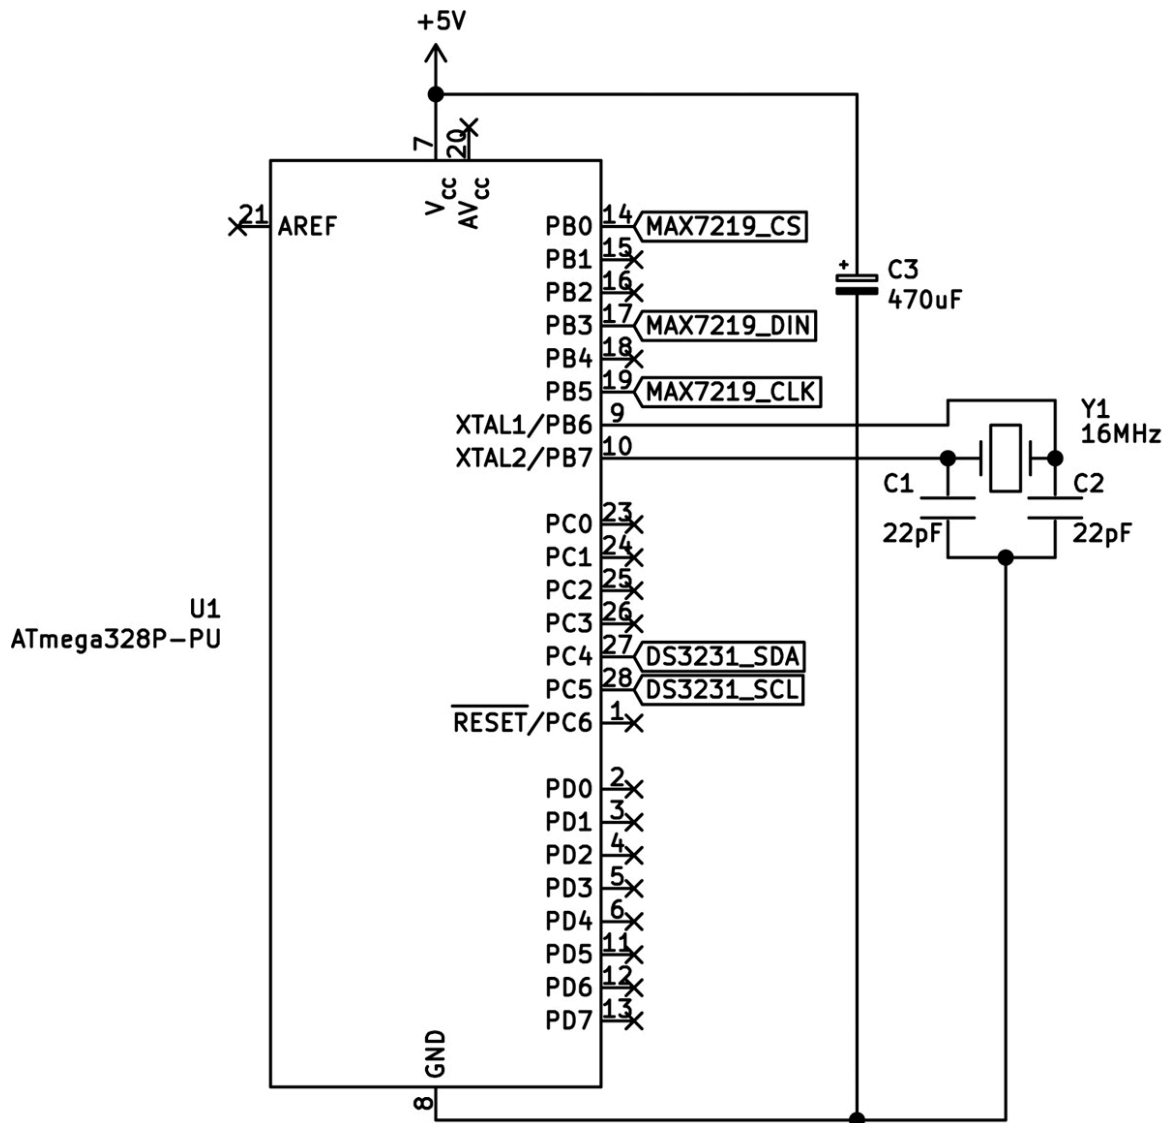 +5V
7
20
VCC
AVCC
21
AREF
PB0
14
MAX7219_CS
PB1
15
PB2
16
PB3
17
MAX7219_DIN
PB4
18
PB5
19
MAX7219_CLK
XTAL1/PB6
9
XTAL2/PB7
10
+
C3
470uF
Y1
16MHz
C1
22pF
C2
22pF
PC0
23
PC1
24
PC2
25
PC3
26
PC4
27
DS3231_SDA
PC5
28
DS3231_SCL
RESET/PC6
1
U1
ATmega328P-PU
PD0
2
PD1
3
PD2
4
PD3
5
PD4
6
PD5
11
PD6
12
PD7
13
GND
8